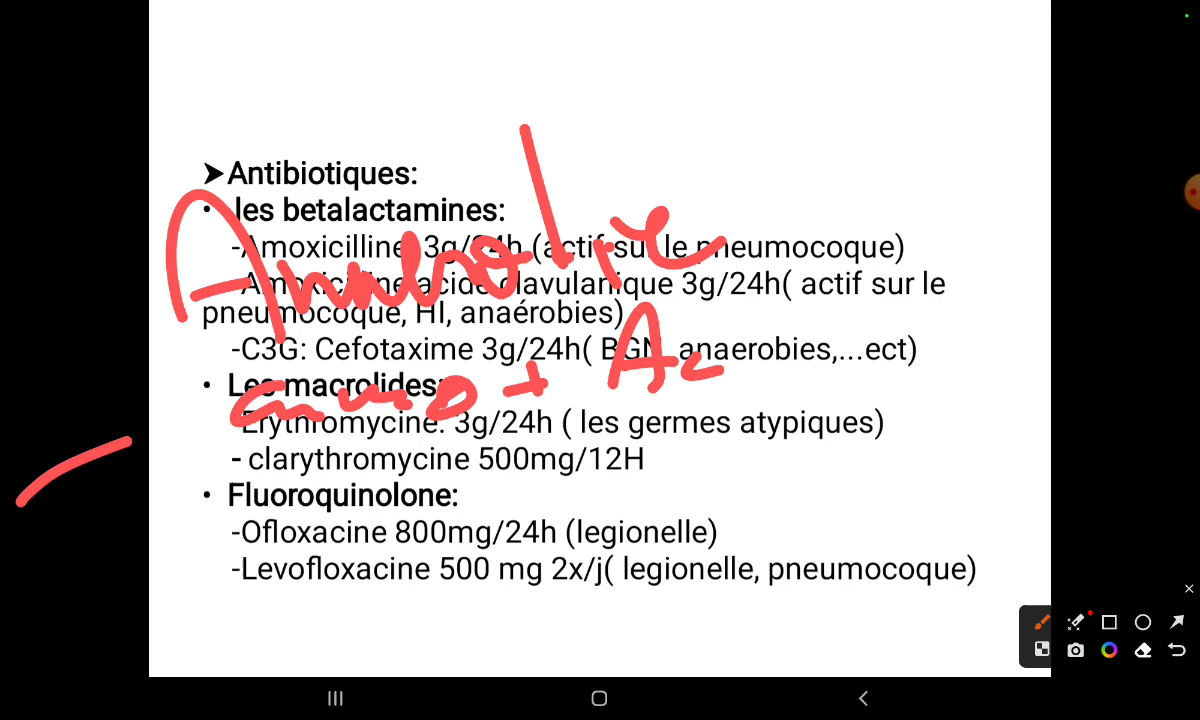 ➤Antibiotiques:
• les betalactamines:
-Amoxicilline 3g/24h (actif sur le pneumocoque)
-Amoxicilline acide clavulanique 3g/24h( actif sur le
pneumocoque, HI, anaérobies)
-C3G: Cefotaxime 3g/24h( BGN, anaerobies,...ect)
• Les macrolides:
-Erythromycine: 3g/24h ( les germes atypiques)
- clarythromycine 500mg/12H
• Fluoroquinolone:
-Ofloxacine 800mg/24h (legionelle)
-Levofloxacine 500 mg 2x/j( legionelle, pneumocoque)
+ Ac